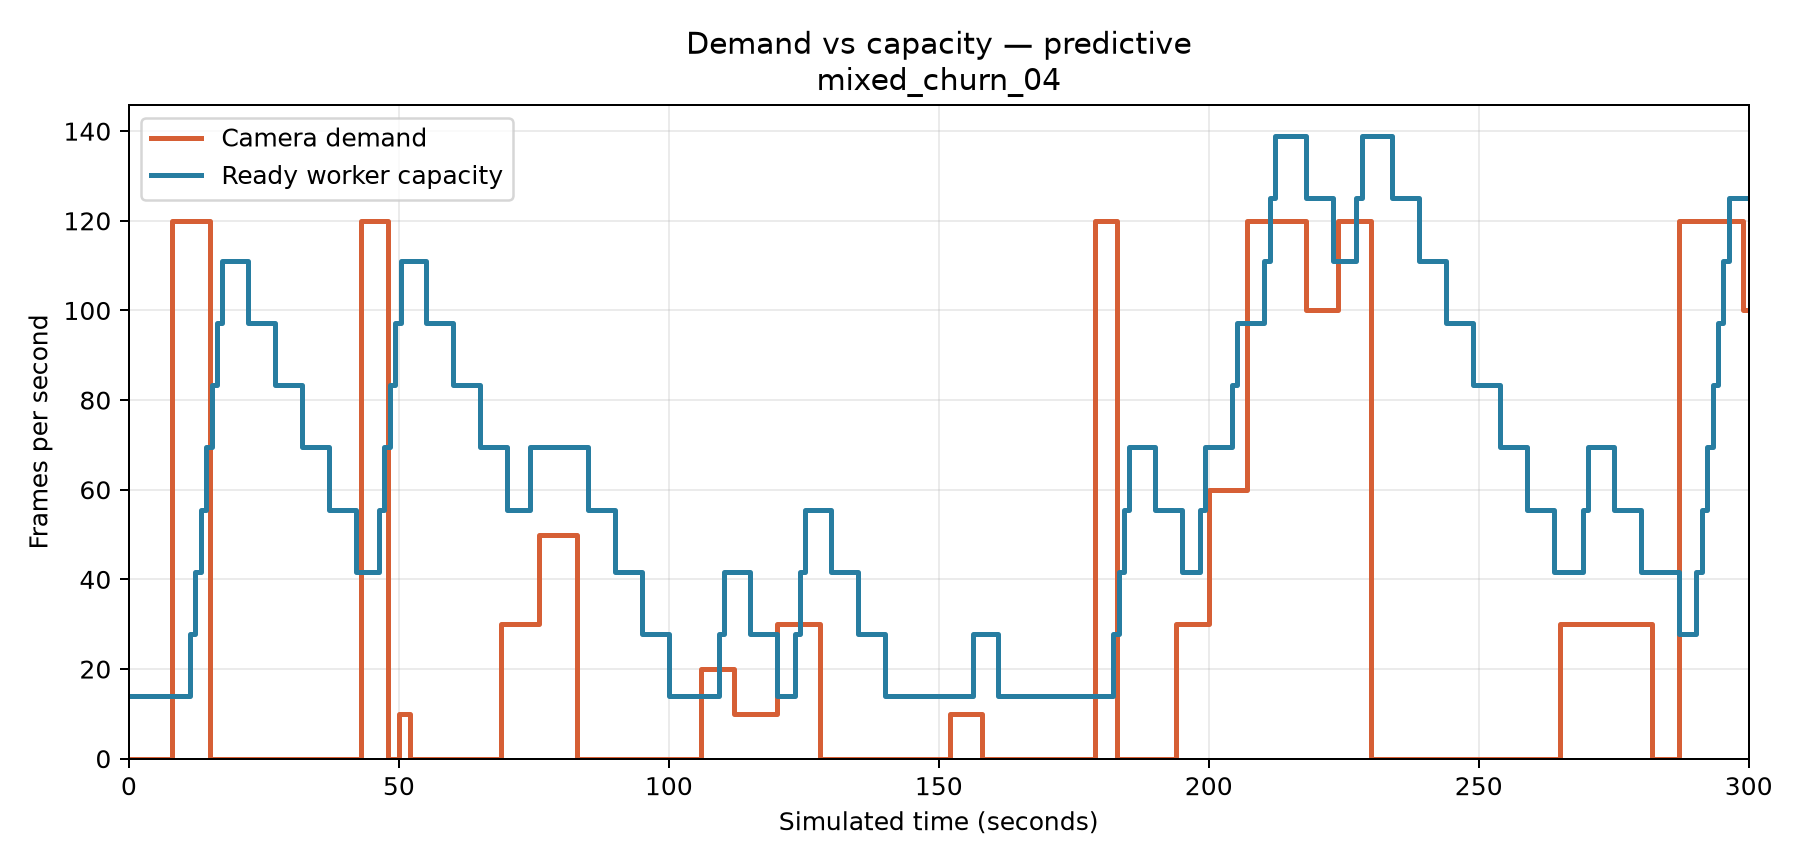 Demand vs capacity — predictive
mixed_churn_04
Camera demand
Ready worker capacity
140
120
100
80
60
40
20
0
Frames per second
0 50 100 150 200 250 300
Simulated time (seconds)